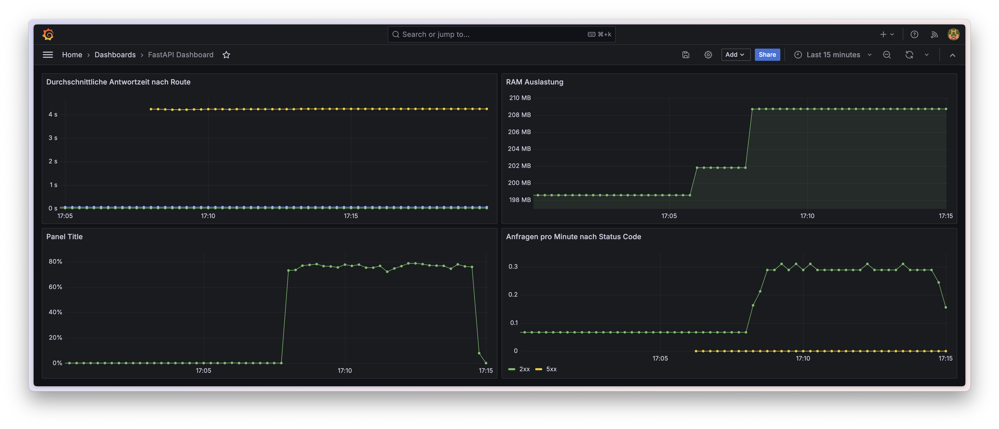 Search or jump to...
⌘+k
Home › Dashboards › FastAPI Dashboard
Add
Share
Last 15 minutes
Durchschnittliche Antwortzeit nach Route
4 s
3 s
2 s
1 s
0 s
17:05 17:10 17:15
RAM Auslastung
210 MB
208 MB
206 MB
204 MB
202 MB
200 MB
198 MB
17:05 17:10 17:15
Panel Title
80%
60%
40%
20%
0%
17:05 17:10 17:15
Anfragen pro Minute nach Status Code
0.3
0.2
0.1
0
17:05 17:10 17:15
2xx 5xx